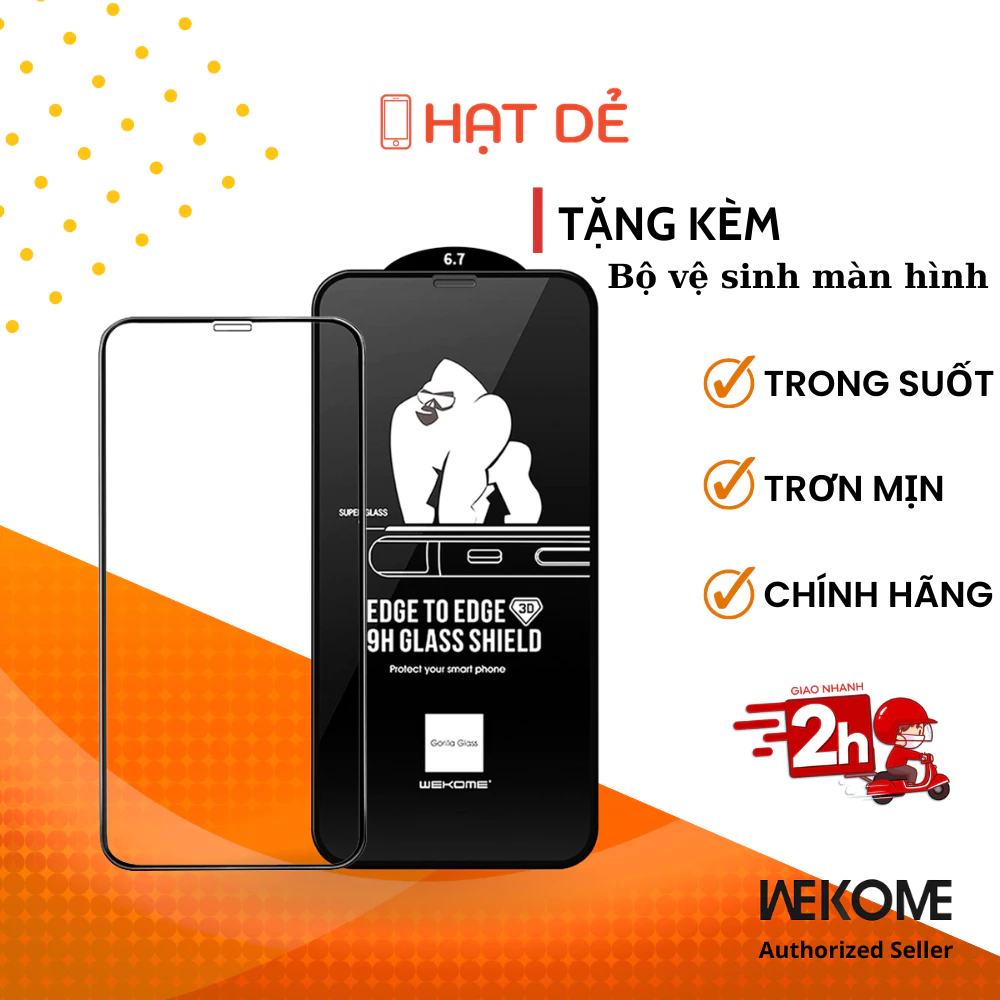 HẠT DẺ
TẶNG KÈM
Bộ vệ sinh màn hình
6.7
TRONG SUỐT
TRƠN MỊN
CHÍNH HÃNG
SUPER GLASS
EDGE TO EDGE 3D
9H GLASS SHIELD
Protect your smart phone
Gorila Glass
WEKOME
GIAO NHANH
2h
WEKOME
Authorized Seller